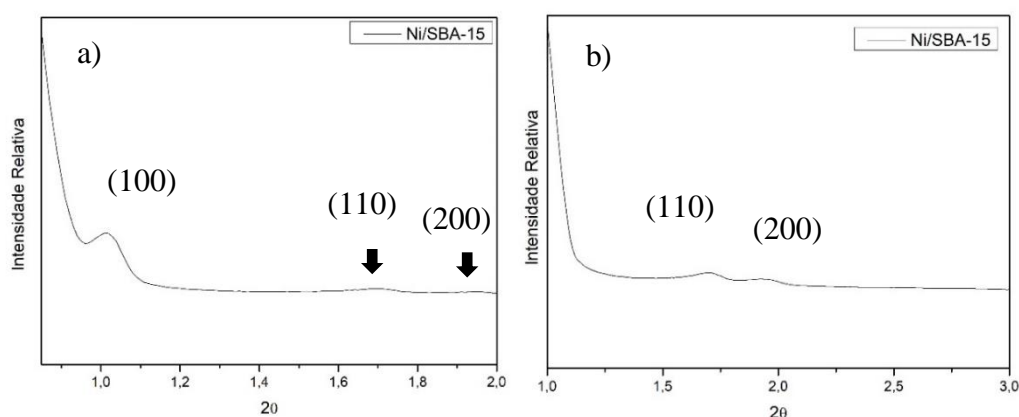 a)
Ni/SBA-15
Intensidade Relativa
(100)
(110)
(200)
1,0 1,2 1,4 1,6 1,8 2,0
2θ
b)
Ni/SBA-15
Intensidade Relativa
(110)
(200)
1,0 1,5 2,0 2,5 3,0
2θ